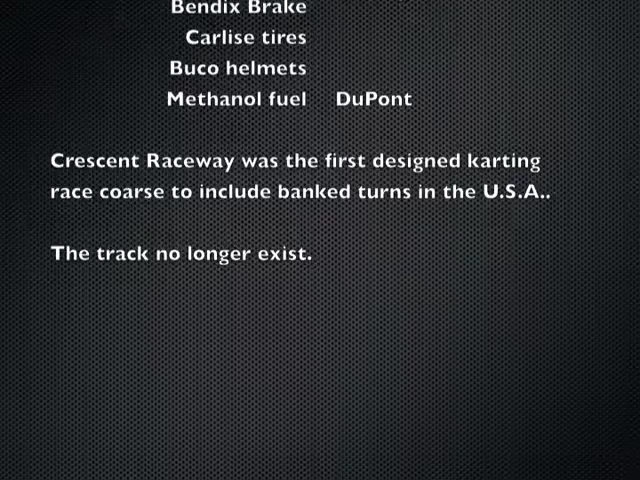 Bendix Brake
Carlise tires
Buco helmets
Methanol fuel DuPont
Crescent Raceway was the first designed karting
race coarse to include banked turns in the U.S.A..
The track no longer exist.